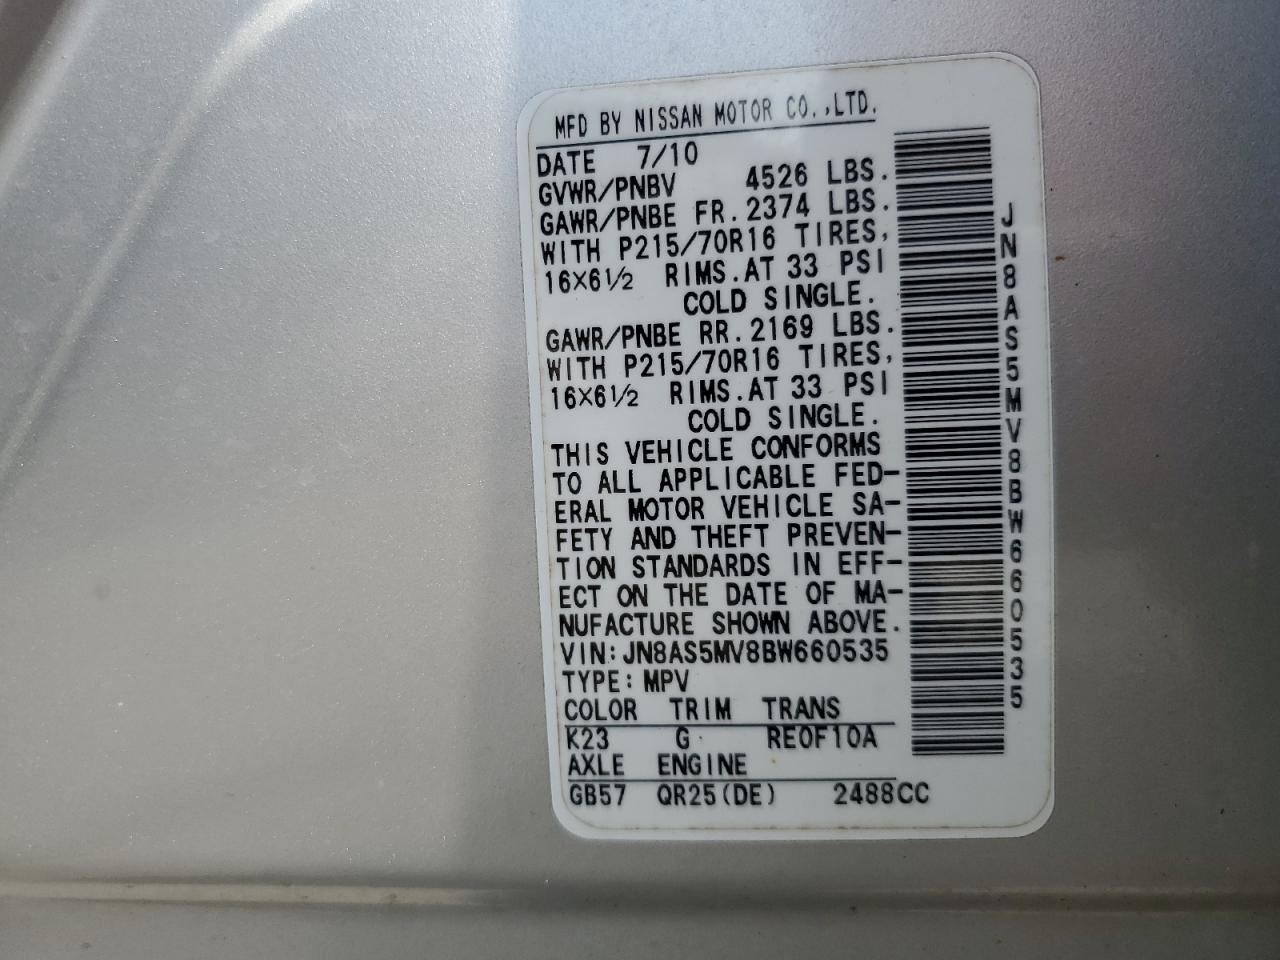 MFD BY NISSAN MOTOR CO.,LTD.
DATE 7/10
GVWR/PNBV 4526 LBS.
GAWR/PNBE FR. 2374 LBS.
WITH P215/70R16 TIRES,
16×6½ RIMS. AT 33 PSI
COLD SINGLE.
GAWR/PNBE RR. 2169 LBS.
WITH P215/70R16 TIRES,
16×6½ RIMS. AT 33 PSI
COLD SINGLE.
THIS VEHICLE CONFORMS
TO ALL APPLICABLE FED-
ERAL MOTOR VEHICLE SA-
FETY AND THEFT PREVEN-
TION STANDARDS IN EFF-
ECT ON THE DATE OF MA-
NUFACTURE SHOWN ABOVE.
VIN: JN8AS5MV8BW660535
TYPE: MPV
COLOR TRIM TRANS
K23 G RE0F10A
AXLE ENGINE
GB57 QR25(DE) 2488CC
JN8AS5MV8BW660535